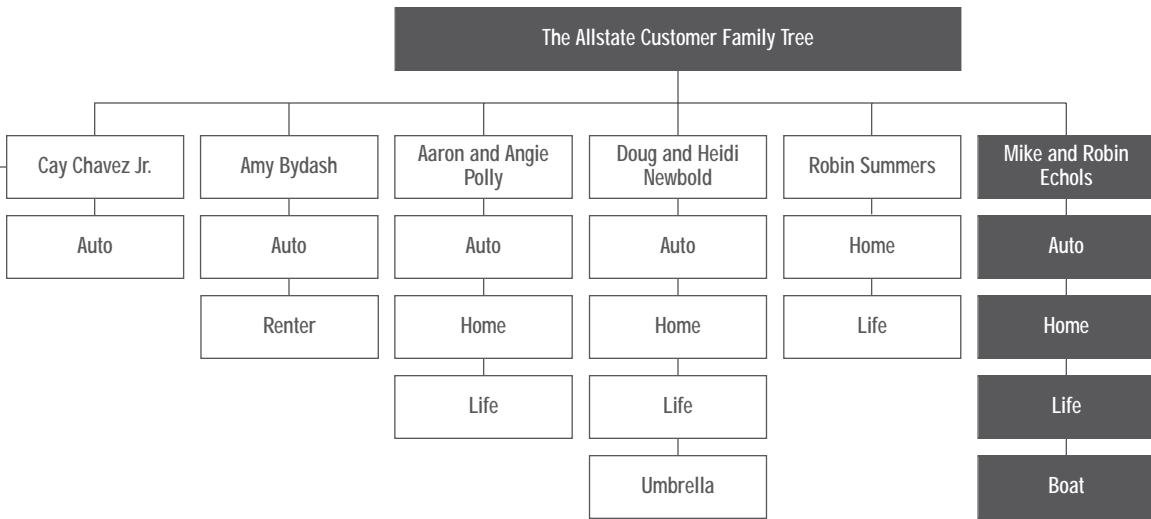 The Allstate Customer Family Tree
Cay Chavez Jr.
Auto
Amy Bydash
Auto
Renter
Aaron and Angie
Polly
Auto
Home
Life
Doug and Heidi
Newbold
Auto
Home
Life
Umbrella
Robin Summers
Home
Life
Mike and Robin
Echols
Auto
Home
Life
Boat